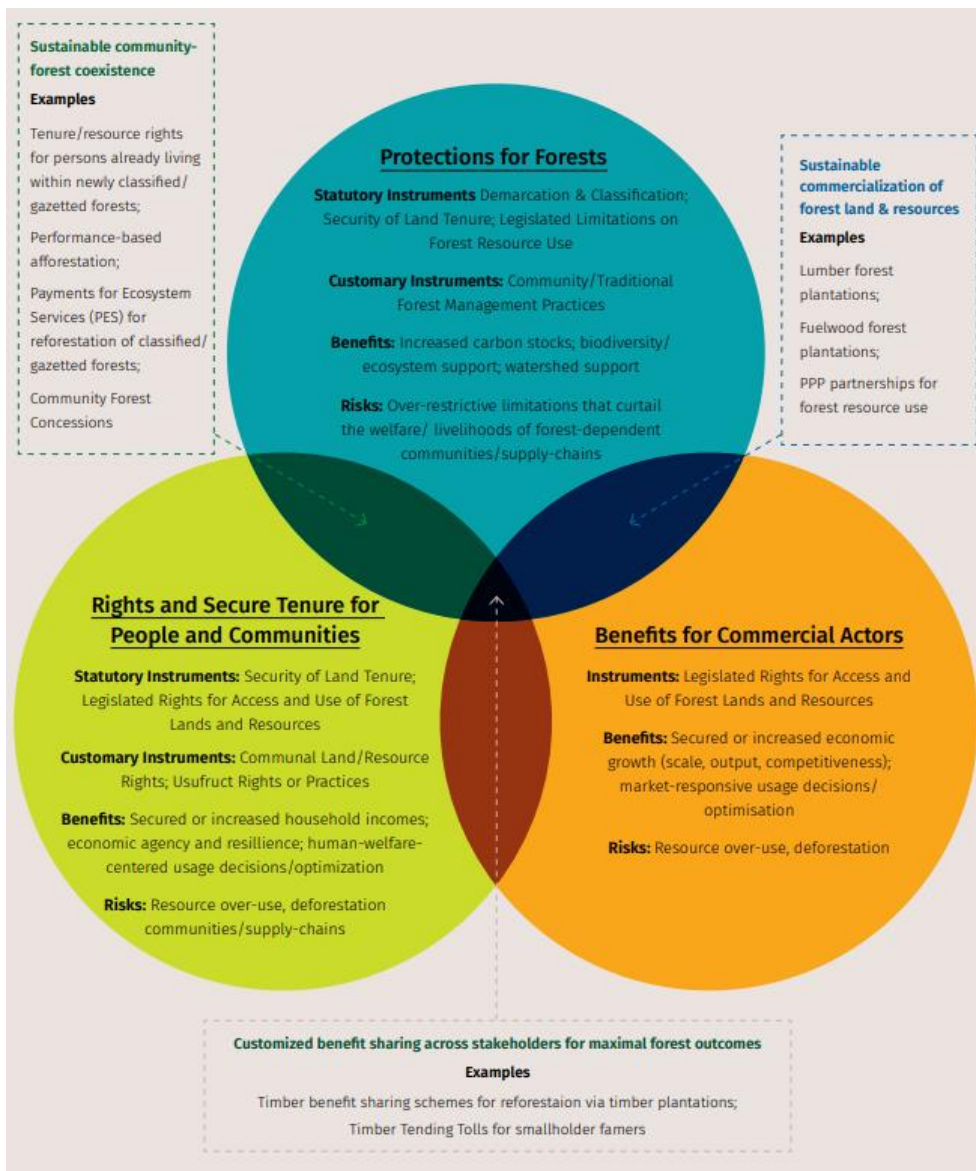 Sustainable community-
forest coexistence
Examples
Tenure/resource rights
for persons already living
within newly classified/
gazetted forests;
Performance-based
afforestation;
Payments for Ecosystem
Services (PES) for
reforestation of classified/
gazetted forests;
Community Forest
Concessions
Protections for Forests
Statutory Instruments Demarcation & Classification;
Security of Land Tenure; Legislated Limitations on
Forest Resource Use
Customary Instruments: Community/Traditional
Forest Management Practices
Benefits: Increased carbon stocks; biodiversity/
ecosystem support; watershed support
Risks: Over-restrictive limitations that curtail
the welfare/ livelihoods of forest-dependent
communities/supply-chains
Sustainable
commercialization of
forest land & resources
Examples
Lumber forest
plantations;
Fuelwood forest
plantations;
PPP partnerships for
forest resource use
Rights and Secure Tenure for
People and Communities
Statutory Instruments: Security of Land Tenure;
Legislated Rights for Access and Use of Forest
Lands and Resources
Customary Instruments: Communal Land/Resource
Rights; Usufruct Rights or Practices
Benefits: Secured or increased household incomes;
economic agency and resillience; human-welfare-
centered usage decisions/optimization
Risks: Resource over-use, deforestation
communities/supply-chains
Benefits for Commercial Actors
Instruments: Legislated Rights for Access and
Use of Forest Lands and Resources
Benefits: Secured or increased economic
growth (scale, output, competitiveness);
market-responsive usage decisions/
optimisation
Risks: Resource over-use, deforestation
Customized benefit sharing across stakeholders for maximal forest outcomes
Examples
Timber benefit sharing schemes for reforestaion via timber plantations;
Timber Tending Tolls for smallholder famers